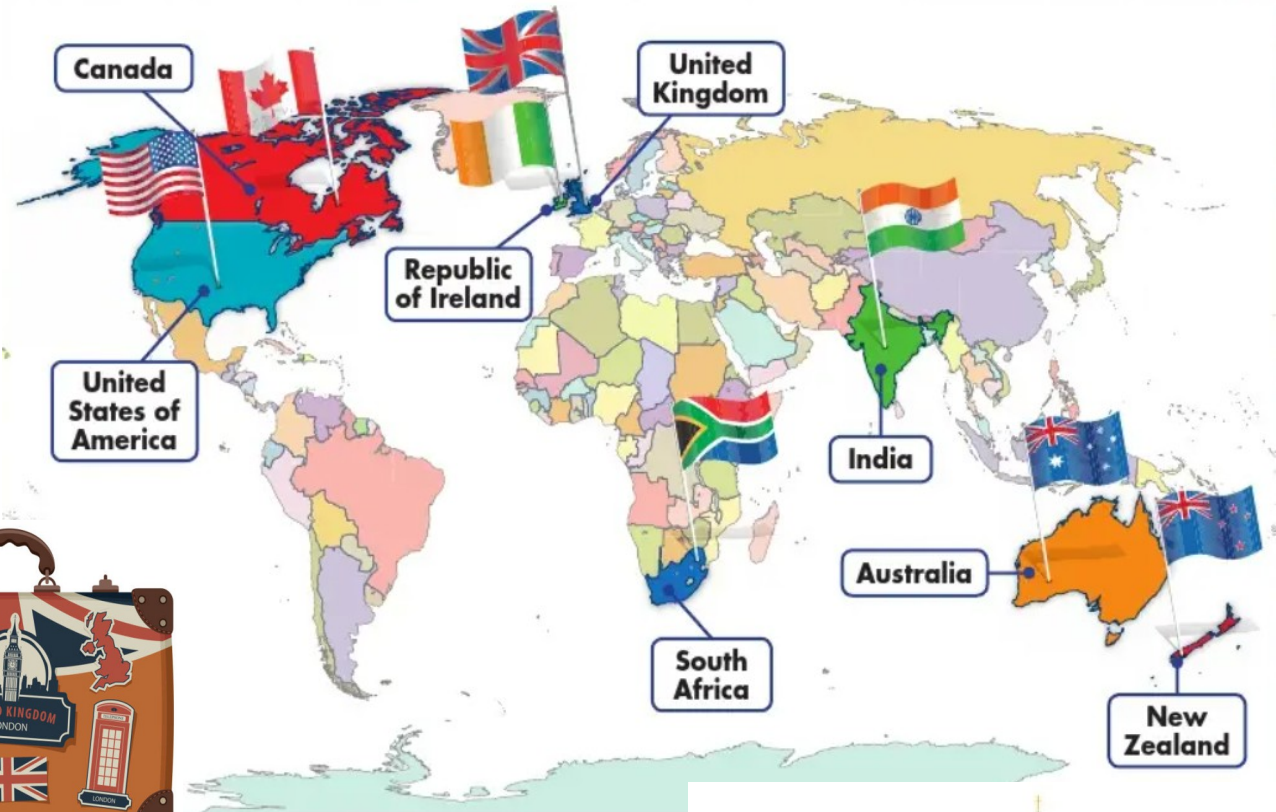 Canada
United
Kingdom
Republic
of Ireland
United
States of
America
India
Australia
South
Africa
New
Zealand
KINGDOM
LONDON